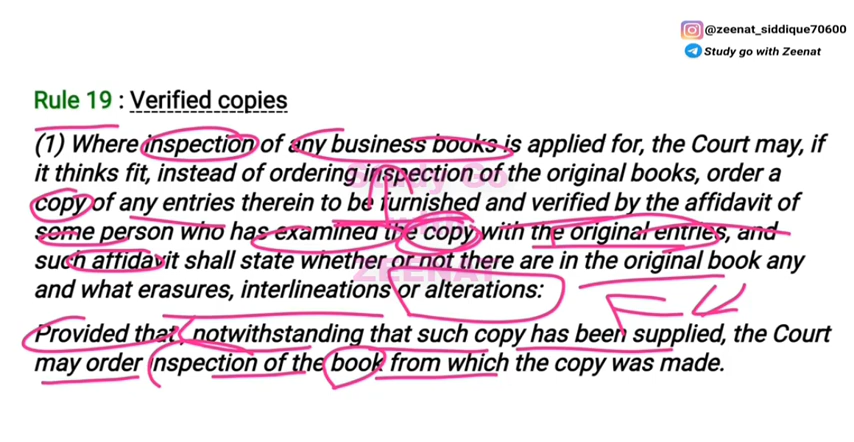 @zeenat_siddique70600
Study go with Zeenat
Rule 19 : Verified copies
(1) Where inspection of any business books is applied for, the Court may, if
it thinks fit, instead of ordering inspection of the original books, order a
copy of any entries therein to be furnished and verified by the affidavit of
some person who has examined the copy with the original entries, and
such affidavit shall state whether or not there are in the original book any
and what erasures, interlineations or alterations:
Provided that, notwithstanding that such copy has been supplied, the Court
may order inspection of the book from which the copy was made.
Study Go
ZEENAT